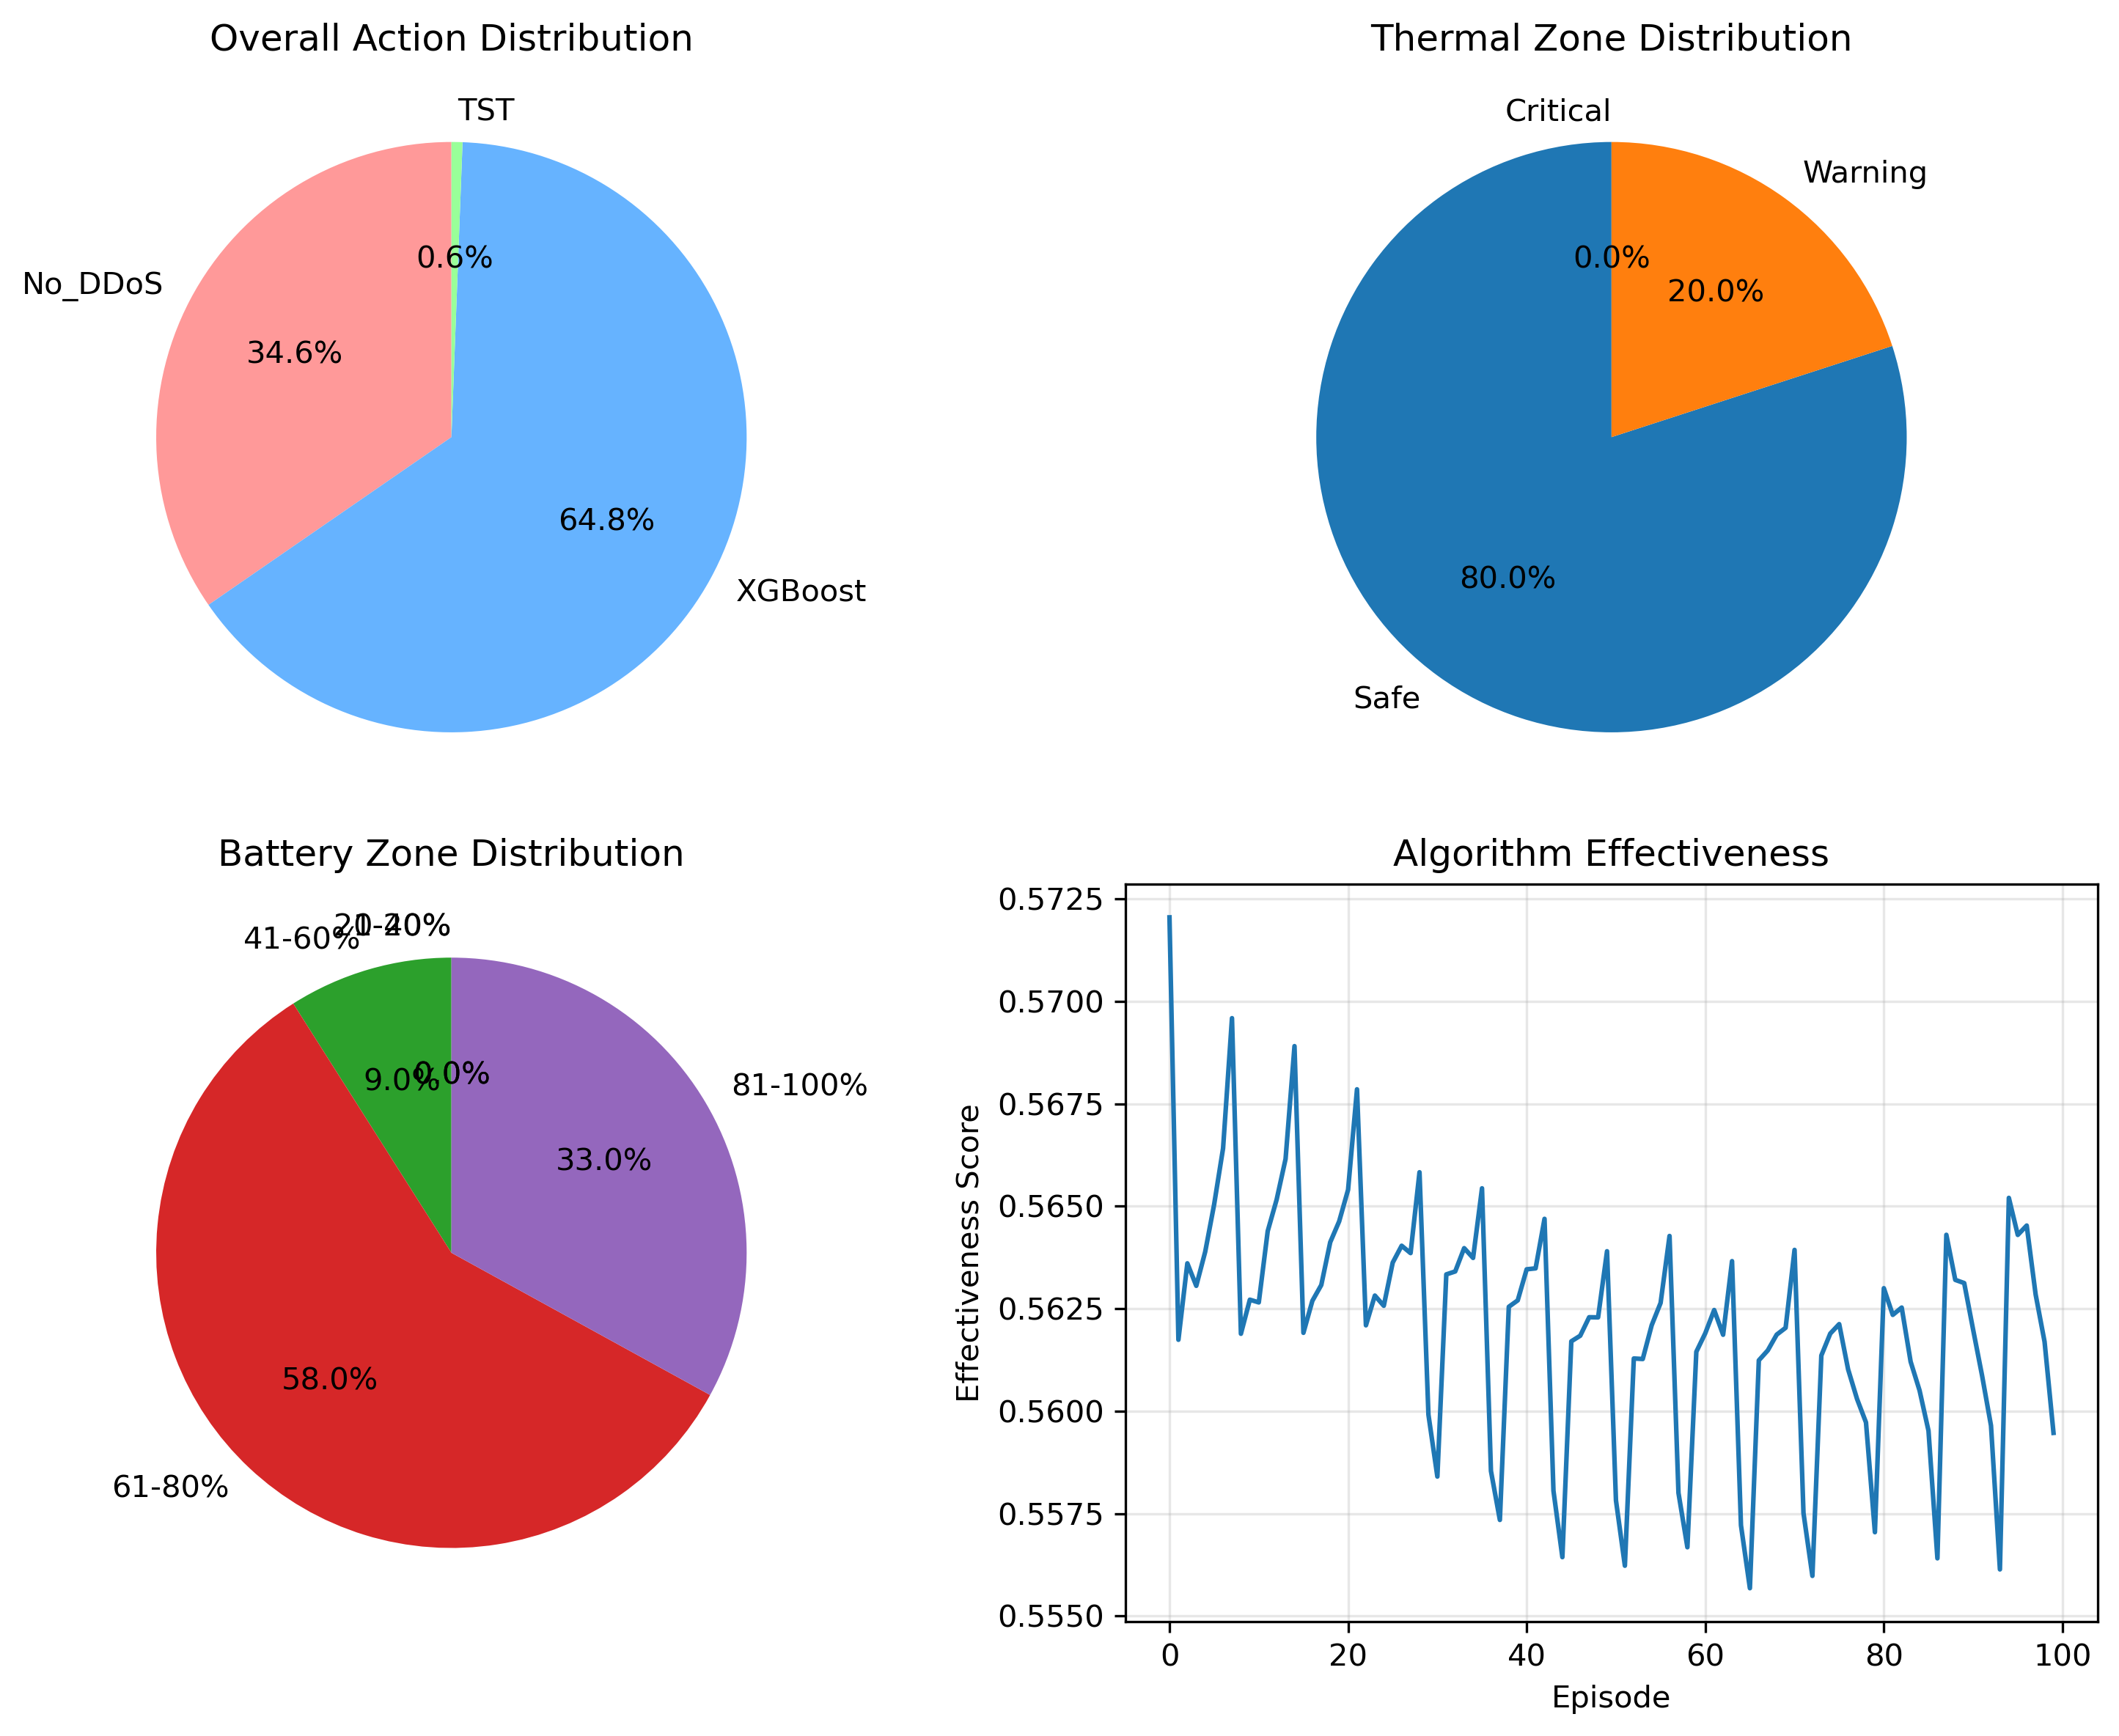 Overall Action Distribution
TST
0.6%
No_DDoS
34.6%
64.8%
XGBoost
Thermal Zone Distribution
Critical
Warning
0.0%
20.0%
80.0%
Safe
Battery Zone Distribution
41-60%
9.0%
0.0%
81-100%
33.0%
58.0%
61-80%
Algorithm Effectiveness
0.5725
0.5700
0.5675
0.5650
0.5625
0.5600
0.5575
0.5550
Effectiveness Score
0
20
40
60
80
100
Episode